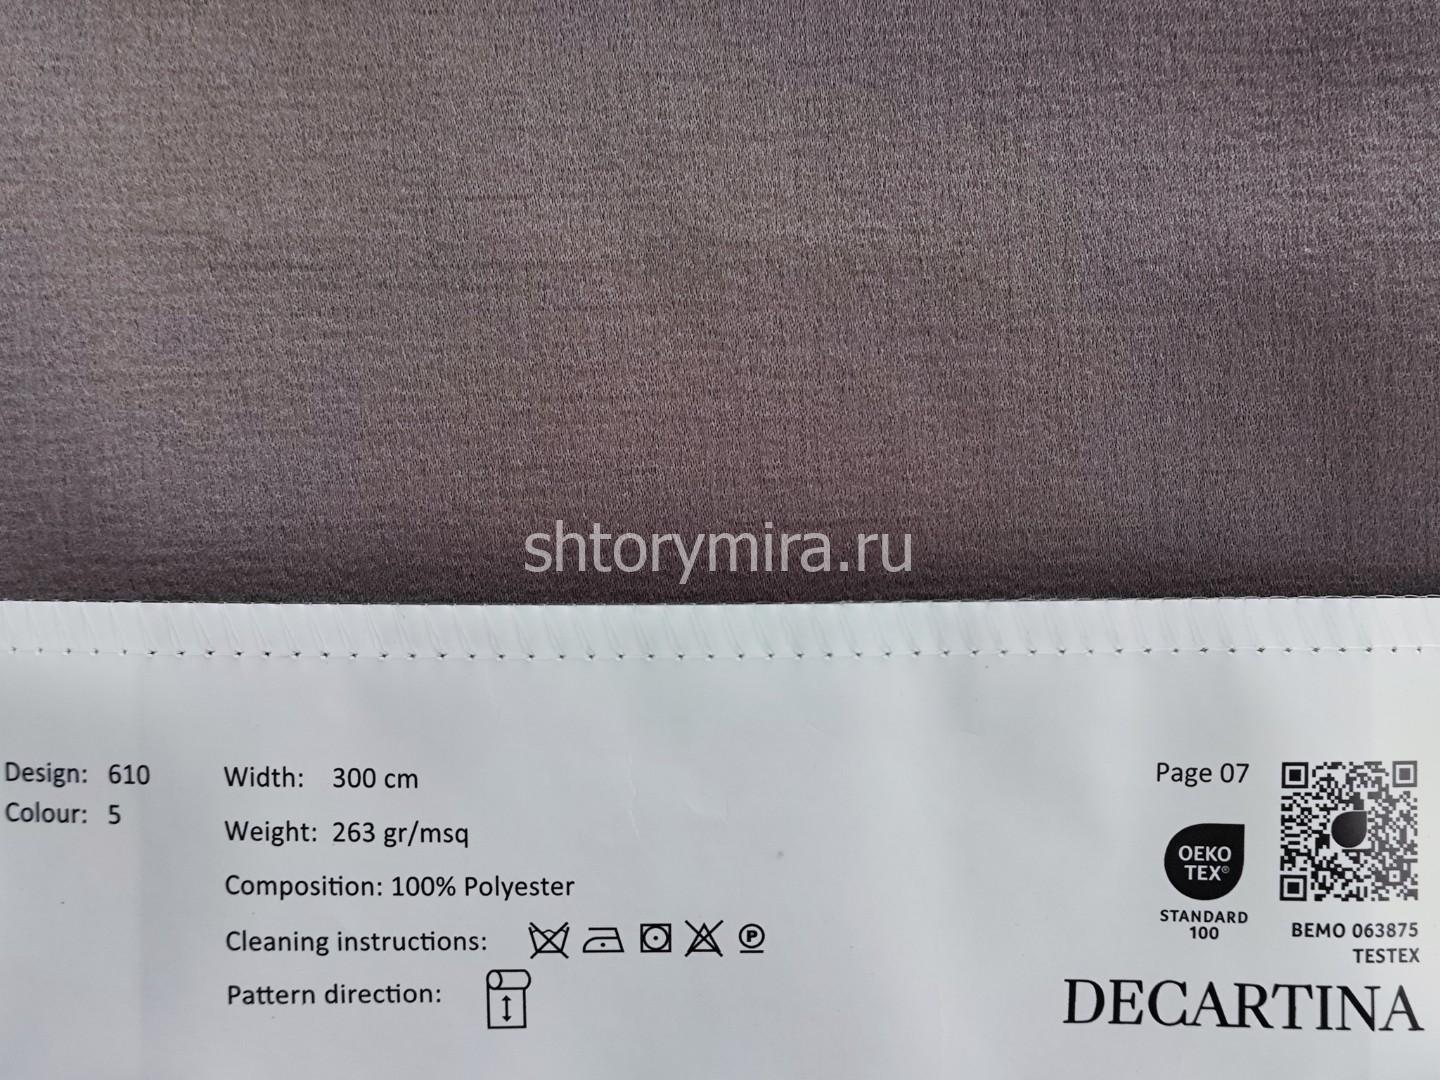 shtorymira.ru
Design: 610
Colour: 5
Width: 300 cm
Weight: 263 gr/msq
Composition: 100% Polyester
Cleaning instructions: P
Pattern direction:
Page 07
OEKO
TEX®
STANDARD
100
BEMO 063875
TESTEX
DECARTINA